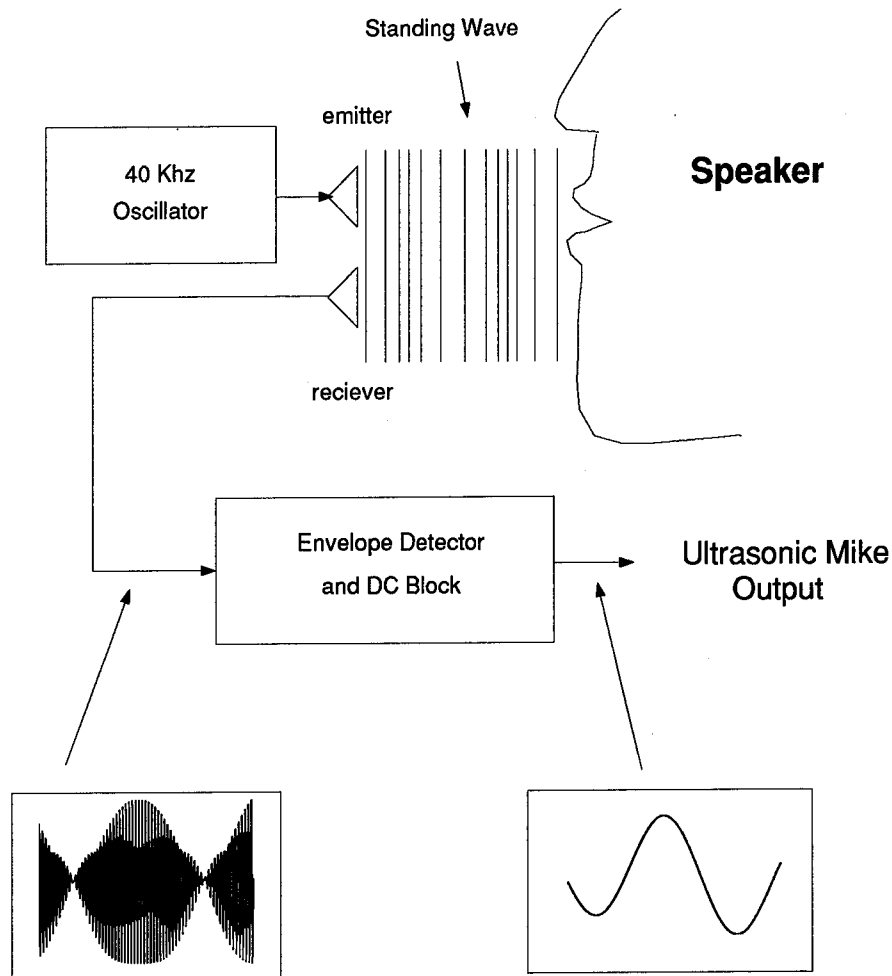 Standing Wave
emitter
40 Khz
Oscillator
Speaker
reciever
Envelope Detector
and DC Block
Ultrasonic Mike
Output